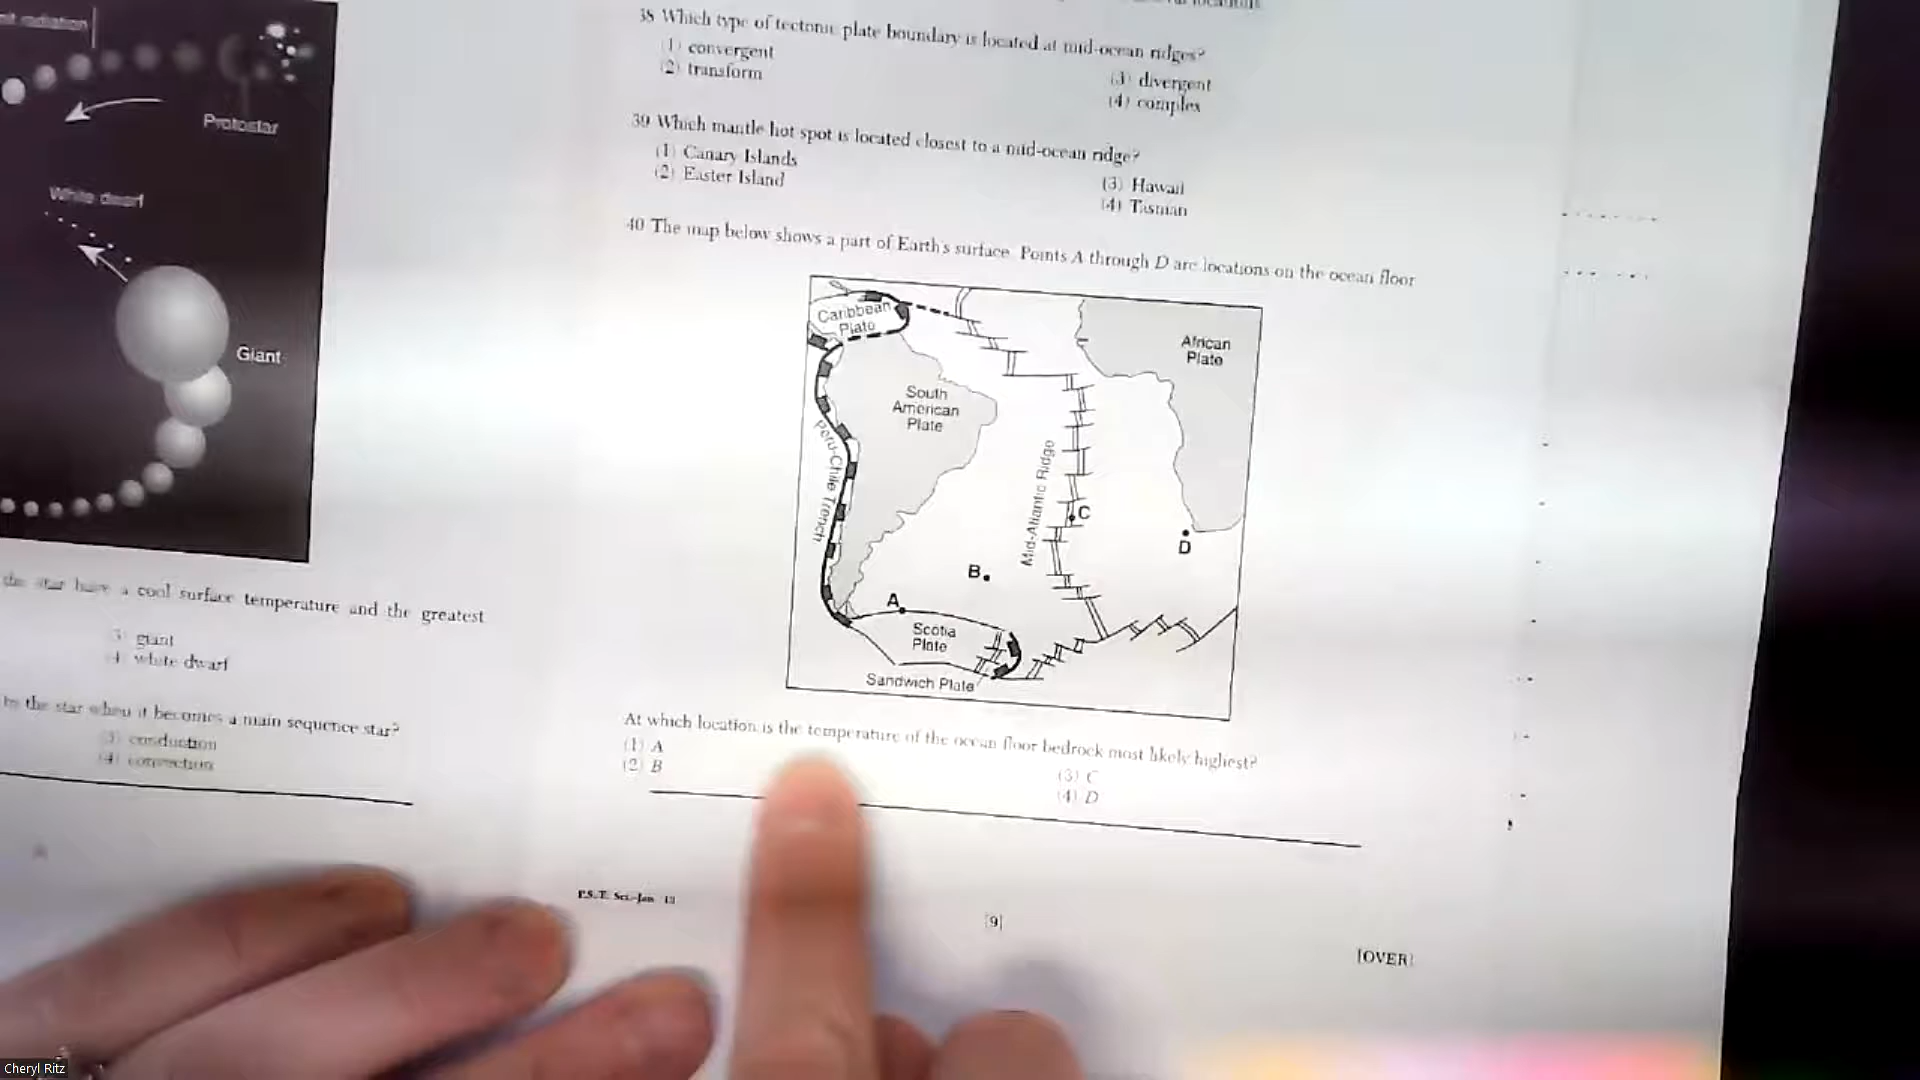 radiation
Protostar
White dwarf
Giant
the star have a cool surface temperature and the greatest
3 giant
4 white dwarf
by the star when it becomes a main sequence star?
(3) conduction
(4) convection
38 Which type of tectonic plate boundary is located at mid-ocean ridges?
(1) convergent
(2) transform
(3) divergent
(4) complex
39 Which mantle hot spot is located closest to a mid-ocean ridge?
(1) Canary Islands
(2) Easter Island
(3) Hawaii
(4) Tasman
40 The map below shows a part of Earth's surface. Points A through D are locations on the ocean floor
Caribbean
Plate
African
Plate
South
American
Plate
Peru-Chile Trench
Mid-Atlantic Ridge
C
D
B
A
Scotia
Plate
Sandwich Plate
At which location is the temperature of the ocean floor bedrock most likely highest?
(1) A
(2) B
(3) C
(4) D
P.S./E. Sci.–Jan. '13
[9]
[OVER]
Cheryl Ritz